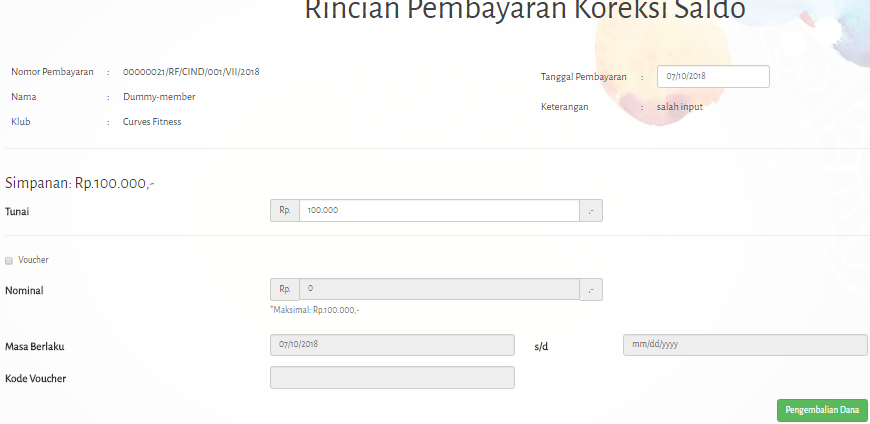 Rincian Pembayaran Koreksi Saldo
Nomor Pembayaran : 00000021/RF/CIND/001/VII/2018
Tanggal Pembayaran : 07/10/2018
Nama : Dummy-member
Keterangan : salah input
Klub : Curves Fitness
Simpanan: Rp.100.000,-
Tunai Rp. 100.000 ,-
Voucher
Nominal Rp. 0 ,-
*Maksimal: Rp.100.000,-
Masa Berlaku 07/10/2018 s/d mm/dd/yyyy
Kode Voucher
Pengembalian Dana